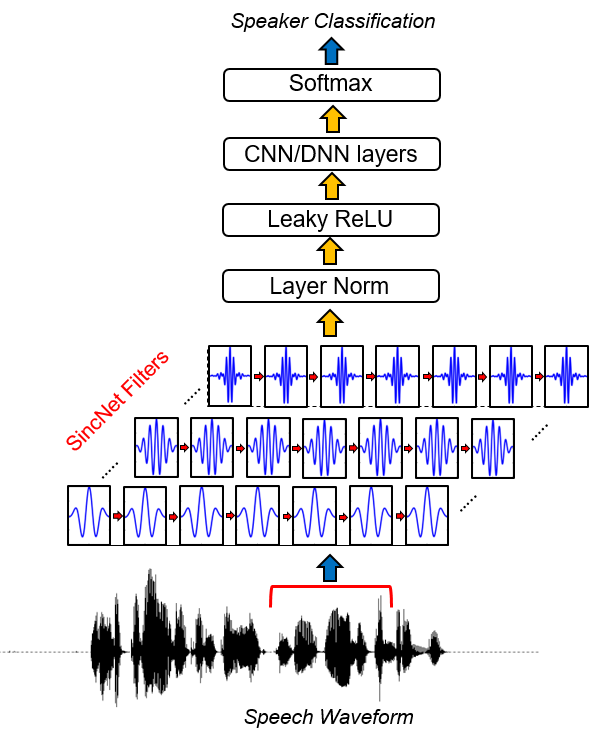 Speaker Classification
Softmax
CNN/DNN layers
Leaky ReLU
Layer Norm
SincNet Filters
Speech Waveform